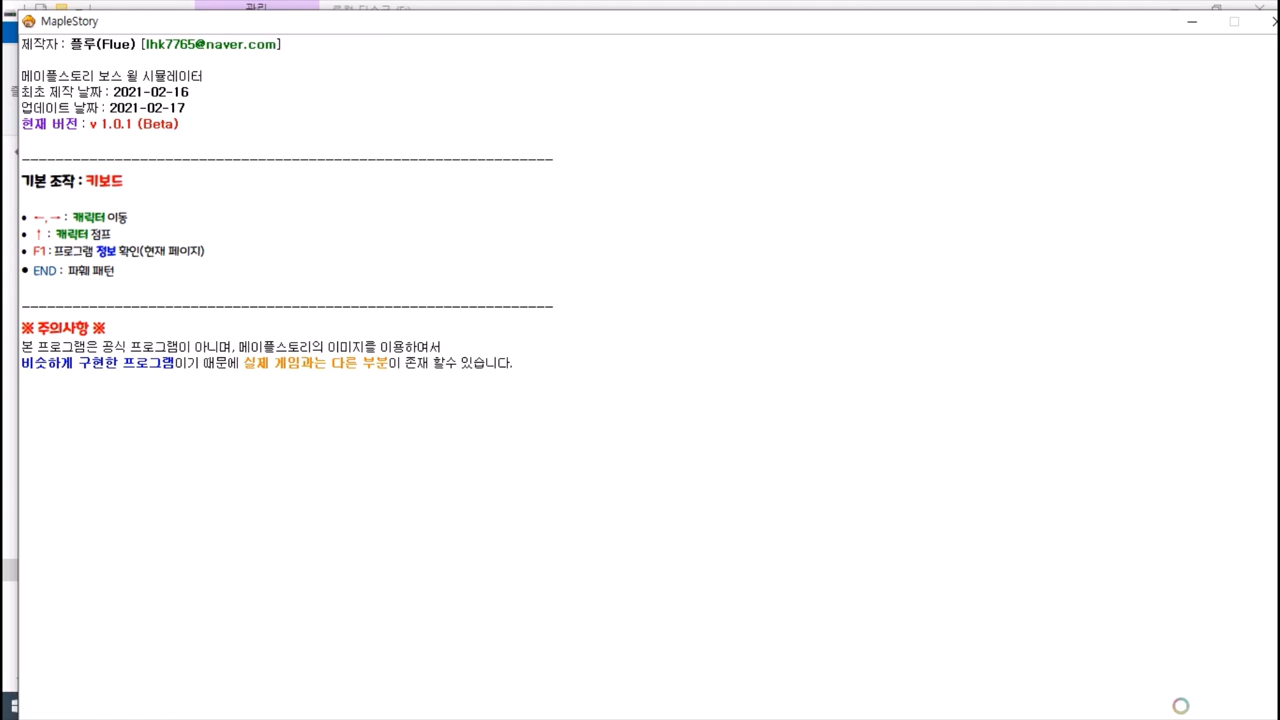 관리
MapleStory
제작자 : 플루(Flue) [lhk7765@naver.com]
메이플스토리 보스 윌 시뮬레이터
최초 제작 날짜 : 2021-02-16
업데이트 날짜 : 2021-02-17
현재 버전 : v 1.0.1 (Beta)
기본 조작 : 키보드
• ←,→ : 캐릭터 이동
• ↑ : 캐릭터 점프
• F1 : 프로그램 정보 확인(현재 페이지)
• END : 파훼 패턴
※ 주의사항 ※
본 프로그램은 공식 프로그램이 아니며, 메이플스토리의 이미지를 이용하여서
비슷하게 구현한 프로그램이기 때문에 실제 게임과는 다른 부분이 존재 할수 있습니다.